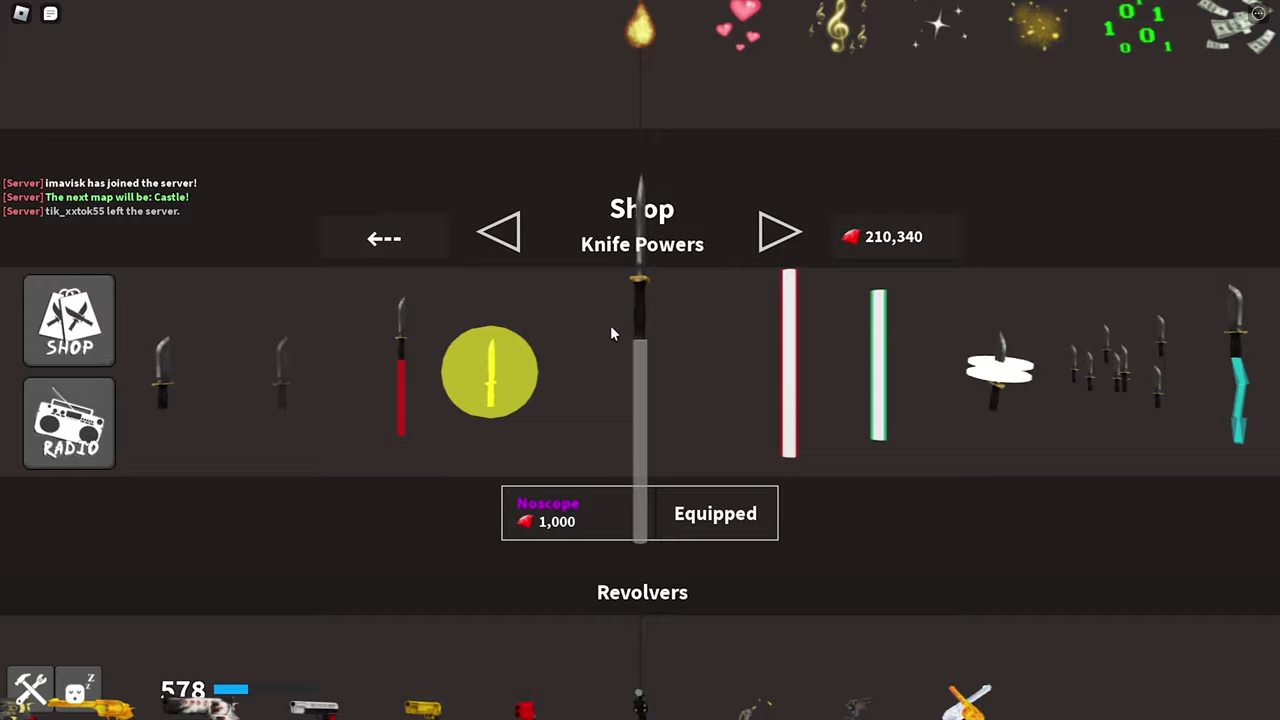 [Server] Imavisk has joined the server!
[Server] The next map will be: Castle!
[Server] tik_xxtok55 left the server.
Shop
Knife Powers
210,340
SHOP
RADIO
Noscope
1,000
Equipped
Revolvers
578